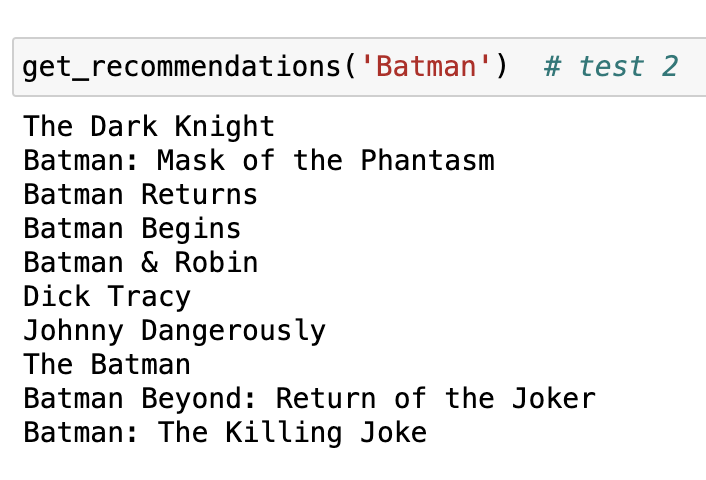 get_recommendations('Batman')  # test 2
The Dark Knight
Batman: Mask of the Phantasm
Batman Returns
Batman Begins
Batman & Robin
Dick Tracy
Johnny Dangerously
The Batman
Batman Beyond: Return of the Joker
Batman: The Killing Joke